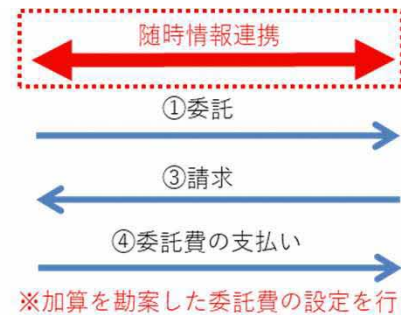 随時情報連携
①委託
③請求
④委託費の支払い
※加算を勘案した委託費の設定を行